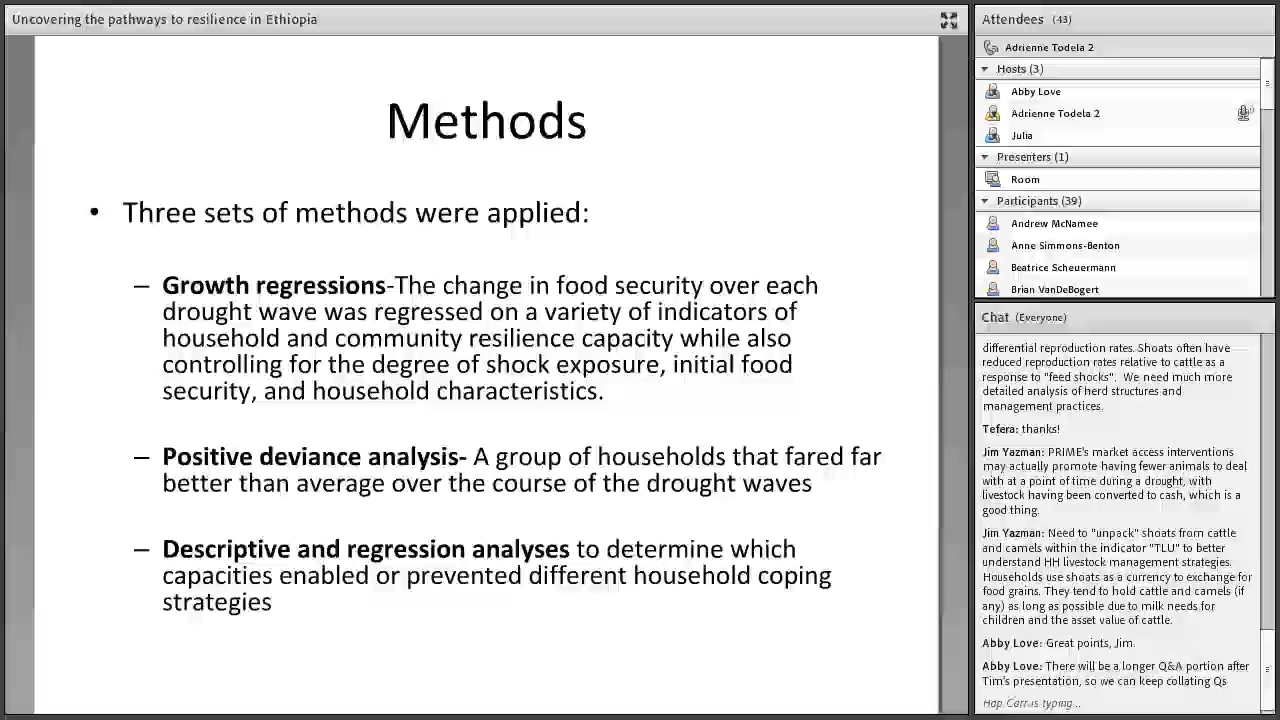 Uncovering the pathways to resilience in Ethiopia
Methods
• Three sets of methods were applied:
– Growth regressions-The change in food security over each
drought wave was regressed on a variety of indicators of
household and community resilience capacity while also
controlling for the degree of shock exposure, initial food
security, and household characteristics.
– Positive deviance analysis- A group of households that fared far
better than average over the course of the drought waves
– Descriptive and regression analyses to determine which
capacities enabled or prevented different household coping
strategies
Attendees (43)
Adrienne Todela 2
Hosts (3)
Abby Love
Adrienne Todela 2
Julia
Presenters (1)
Room
Participants (39)
Andrew McNamee
Anne Simmons-Benton
Beatrice Scheuermann
Brian VanDeBogert
Chat (Everyone)
differential reproduction rates. Shoats often have
reduced reproduction rates relative to cattle as a
response to "feed shocks". We need much more
detailed analysis of herd structures and
management practices.
Tefera: thanks!
Jim Yazman: PRIME's market access interventions
may actually promote having fewer animals to deal
with at a point of time during a drought, with
livestock having been converted to cash, which is a
good thing.
Jim Yazman: Need to "unpack" shoats from cattle
and camels within the indicator "TLU" to better
understand HH livestock management strategies.
Households use shoats as a currency to exchange for
food grains. They tend to hold cattle and camels (if
any) as long as possible due to milk needs for
children and the asset value of cattle.
Abby Love: Great points, Jim.
Abby Love: There will be a longer Q&A portion after
Tim's presentation, so we can keep collating Qs
Hap Carr is typing...